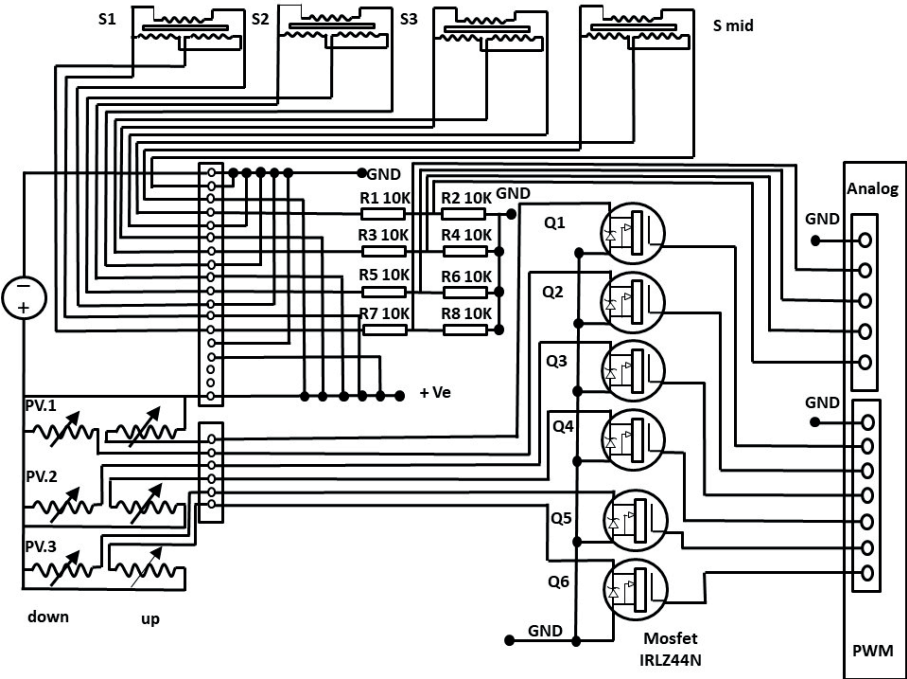 S1
S2
S3
S mid
GND
R1 10K
R2 10K
GND
R3 10K
R4 10K
R5 10K
R6 10K
R7 10K
R8 10K
Q1
Q2
Q3
Q4
Q5
Q6
Analog
GND
GND
PWM
−
+
+ Ve
PV.1
PV.2
PV.3
down
up
GND
Mosfet
IRLZ44N